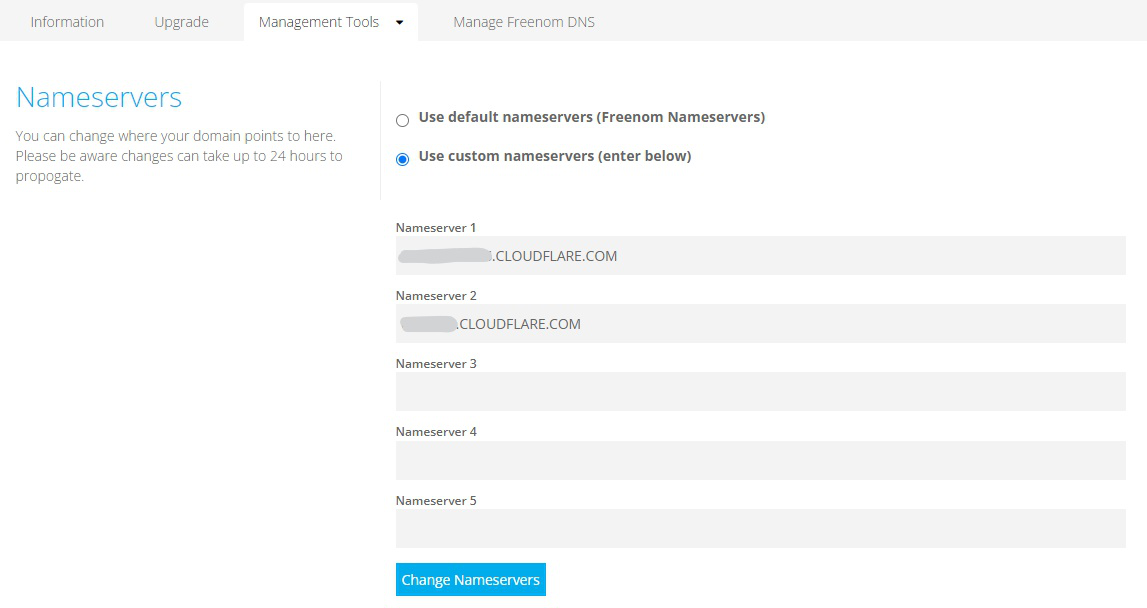 Information Upgrade Management Tools Manage Freenom DNS
Nameservers
You can change where your domain points to here.
Please be aware changes can take up to 24 hours to
propogate.
Use default nameservers (Freenom Nameservers)
Use custom nameservers (enter below)
Nameserver 1
.CLOUDFLARE.COM
Nameserver 2
.CLOUDFLARE.COM
Nameserver 3
Nameserver 4
Nameserver 5
Change Nameservers